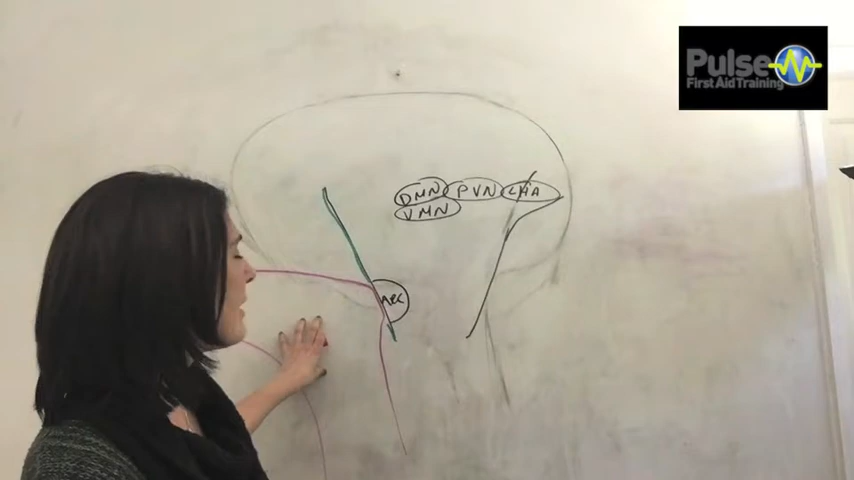 Pulse
First Aid Training
DMN PVN LHA
VMN
ARC